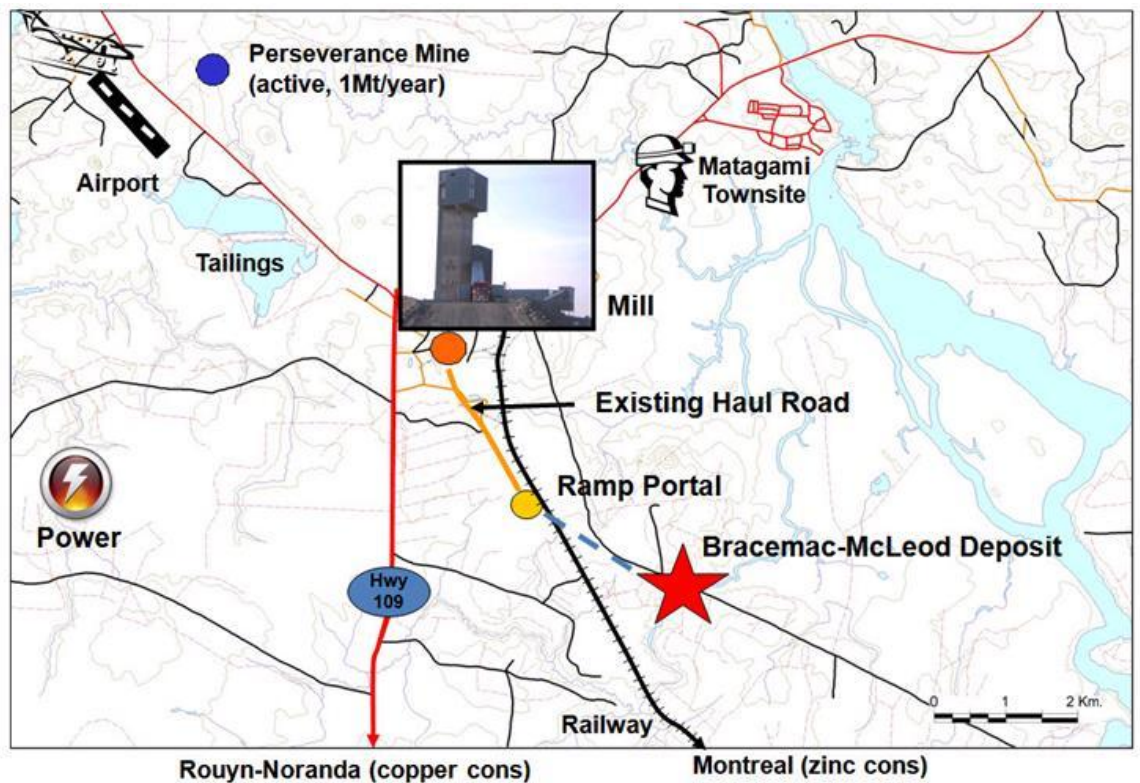 Perseverance Mine
(active, 1Mt/year)
Airport
Matagami
Townsite
Tailings
Mill
Existing Haul Road
Ramp Portal
Power
Bracemac-McLeod Deposit
Hwy
109
0 1 2 Km.
Railway
Rouyn-Noranda (copper cons)
Montreal (zinc cons)